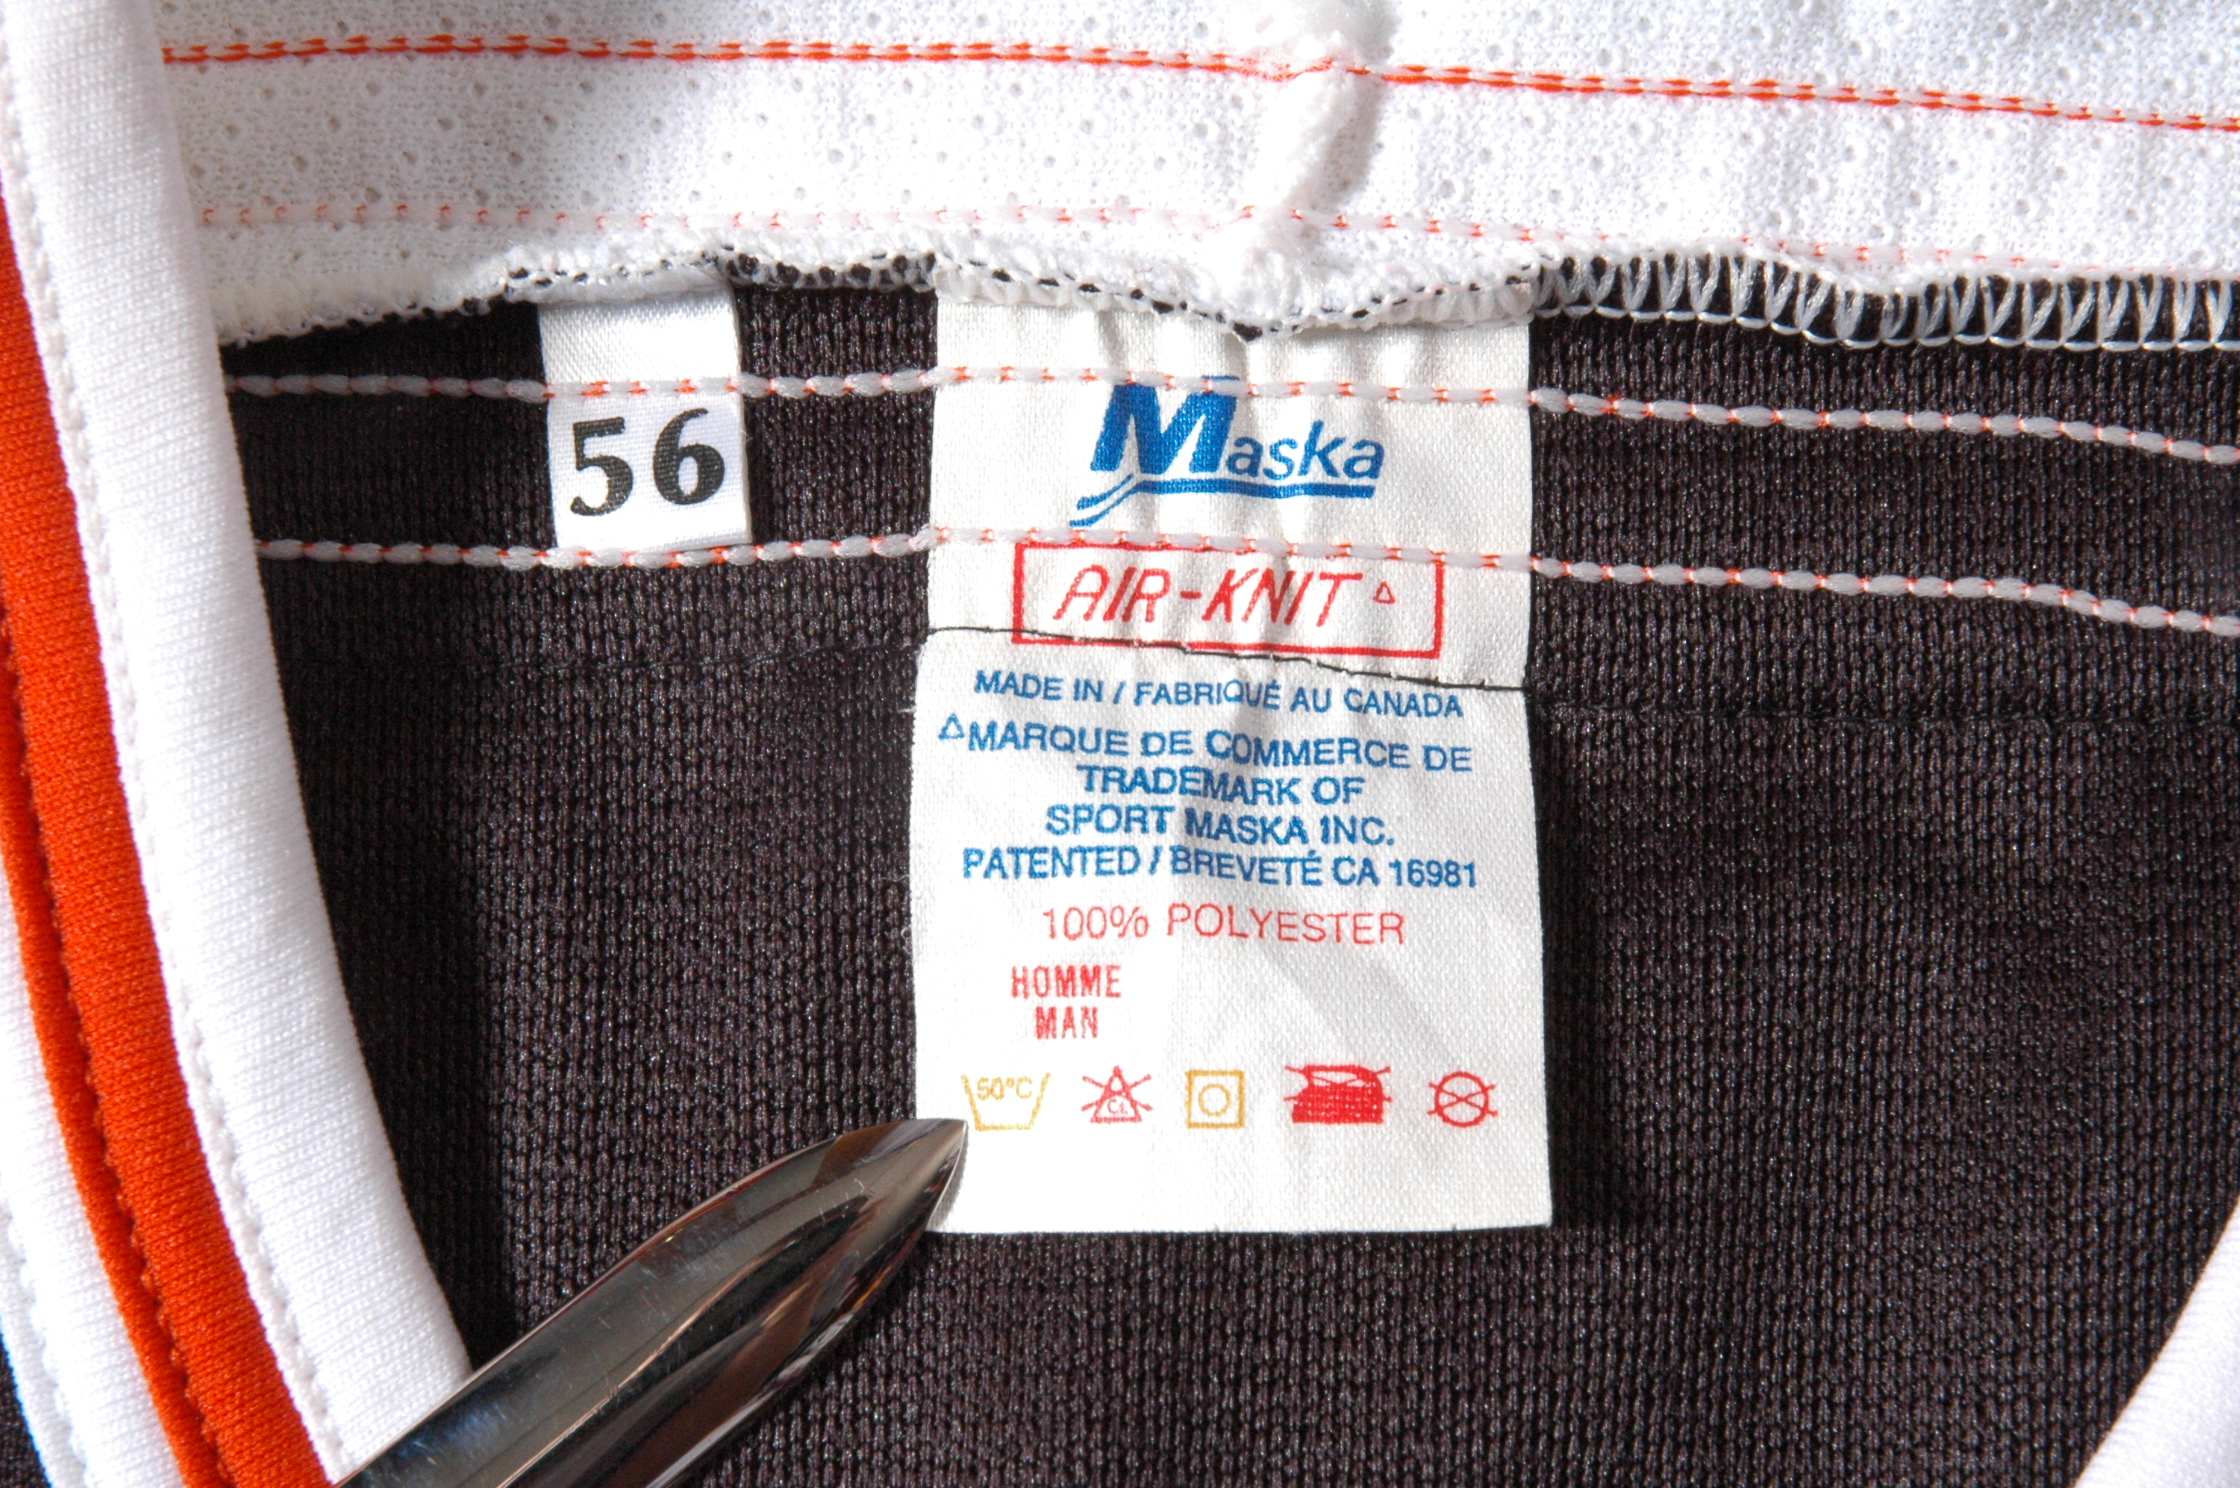 56
Maska
AIR-KNIT △
MADE IN / FABRIQUÉ AU CANADA
△MARQUE DE COMMERCE DE
TRADEMARK OF
SPORT MASKA INC.
PATENTED / BREVETÉ CA 16981
100% POLYESTER
HOMME
MAN
50°C CL